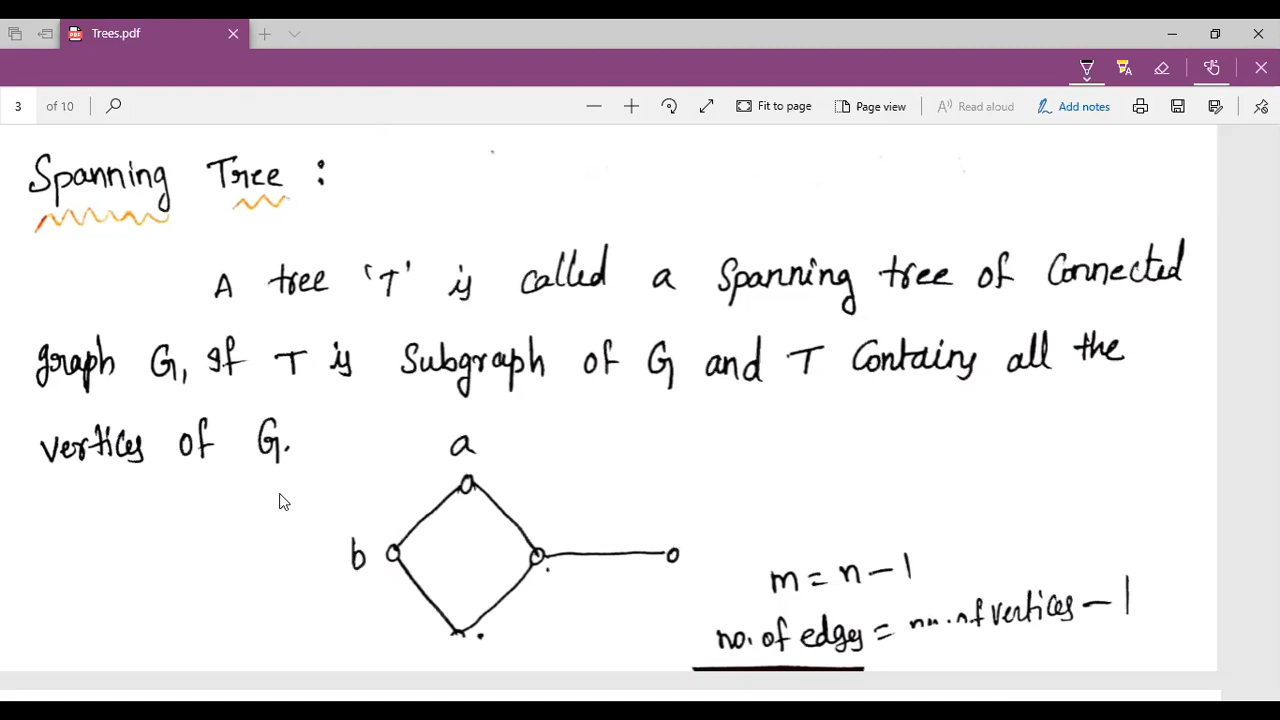 Trees.pdf
3 of 10 Fit to page Page view Read aloud Add notes
Spanning Tree :
A tree 'T' is called a Spanning tree of Connected
graph G, If T is Subgraph of G and T Contains all the
vertices of G.
a
b
m = n - 1
no. of edges = no. of vertices - 1